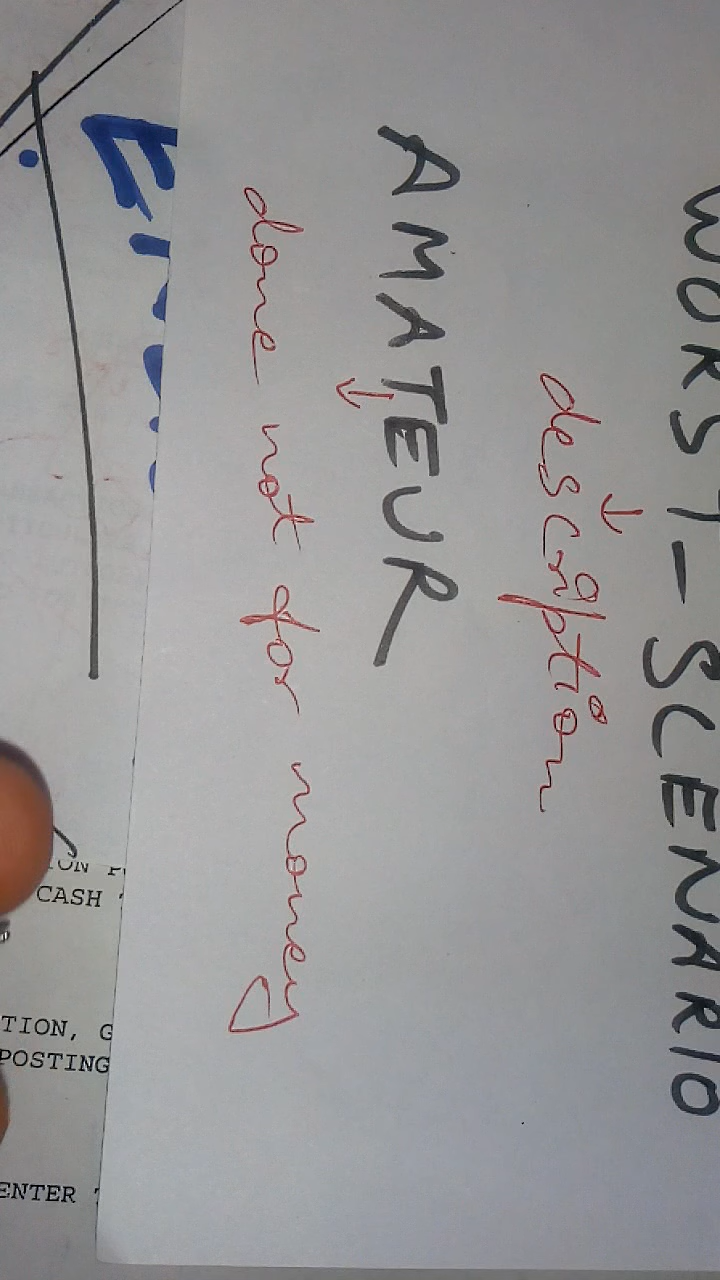 WORST-SCENARIO
↓
description
AMATEUR
↓
done not for money
CASH
TION, G
POSTING
ENTER